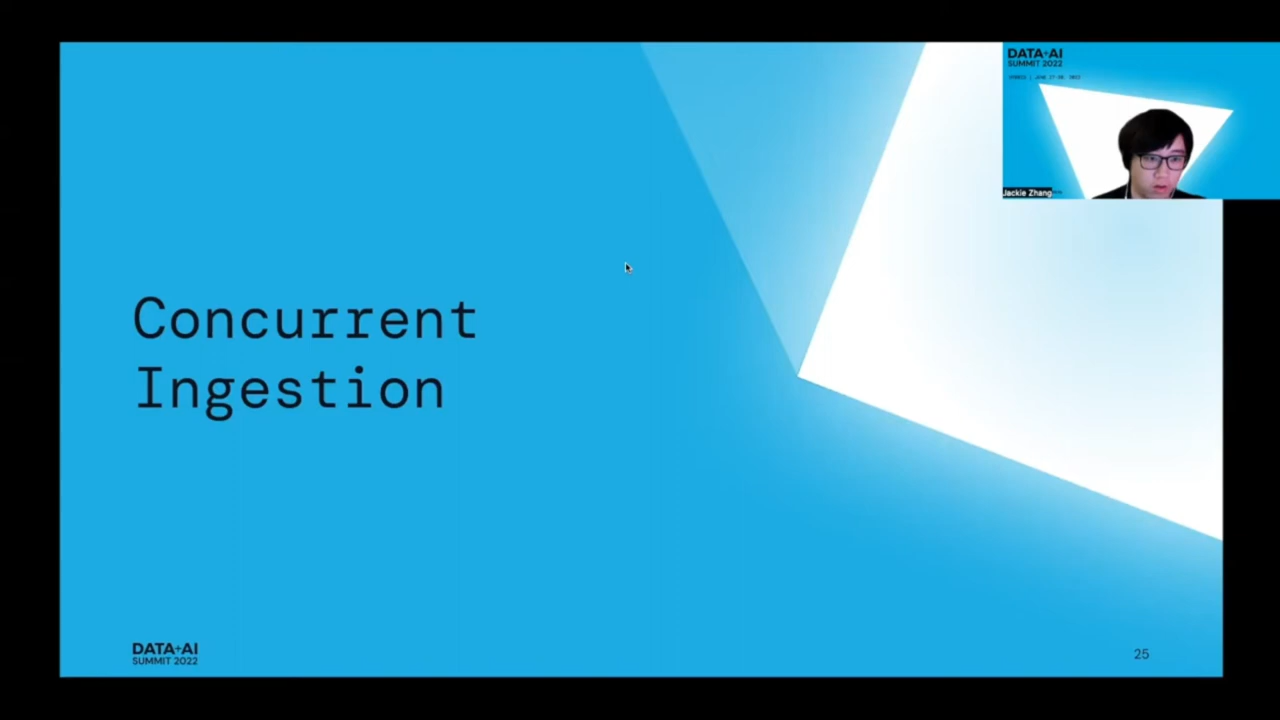 DATA+AI
SUMMIT 2022
Jackie Zhang
Concurrent
Ingestion
DATA+AI
SUMMIT 2022
25